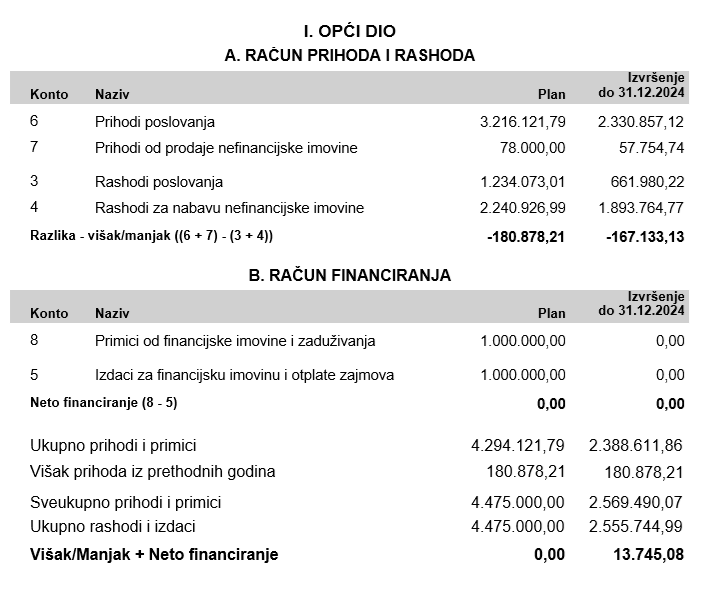 I. OPĆI DIO
A. RAČUN PRIHODA I RASHODA
Konto Naziv Plan Izvršenje do 31.12.2024
6 Prihodi poslovanja 3.216.121,79 2.330.857,12
7 Prihodi od prodaje nefinancijske imovine 78.000,00 57.754,74
3 Rashodi poslovanja 1.234.073,01 661.980,22
4 Rashodi za nabavu nefinancijske imovine 2.240.926,99 1.893.764,77
Razlika - višak/manjak ((6 + 7) - (3 + 4)) -180.878,21 -167.133,13
B. RAČUN FINANCIRANJA
Konto Naziv Plan Izvršenje do 31.12.2024
8 Primici od financijske imovine i zaduživanja 1.000.000,00 0,00
5 Izdaci za financijsku imovinu i otplate zajmova 1.000.000,00 0,00
Neto financiranje (8 - 5) 0,00 0,00
Ukupno prihodi i primici 4.294.121,79 2.388.611,86
Višak prihoda iz prethodnih godina 180.878,21 180.878,21
Sveukupno prihodi i primici 4.475.000,00 2.569.490,07
Ukupno rashodi i izdaci 4.475.000,00 2.555.744,99
Višak/Manjak + Neto financiranje 0,00 13.745,08